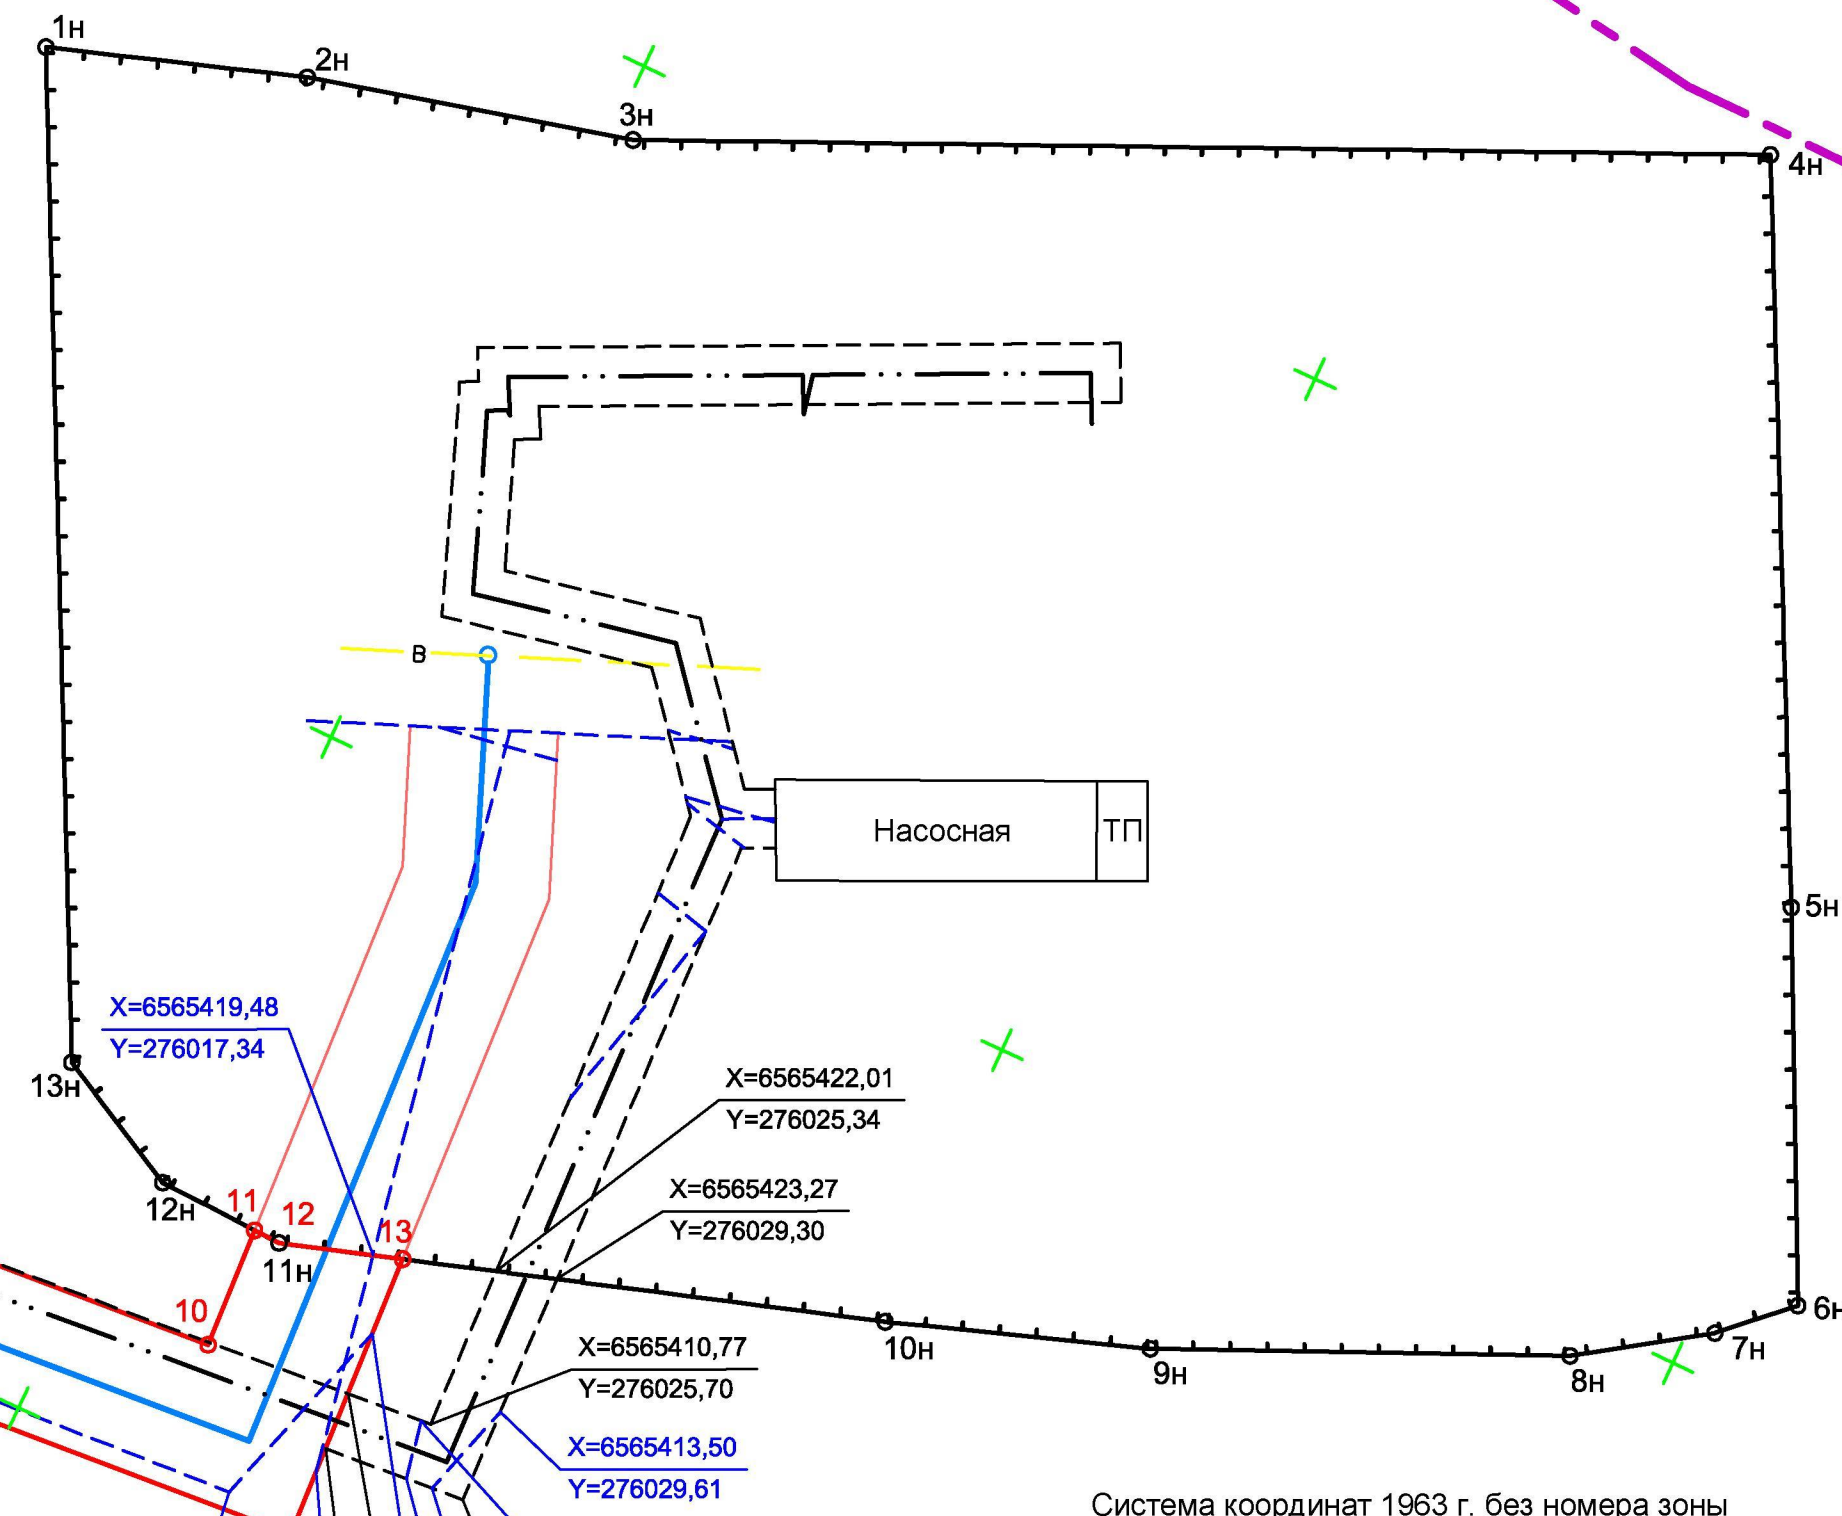 1н
2н
3н
4н
В
Насосная
ТП
5н
X=6565419,48
Y=276017,34
13н
X=6565422,01
Y=276025,34
12н
11
12
13
X=6565423,27
Y=276029,30
11н
10
6н
10н
9н
8н
7н
X=6565410,77
Y=276025,70
X=6565413,50
Y=276029,61
Система координат 1963 г. без номера зоны